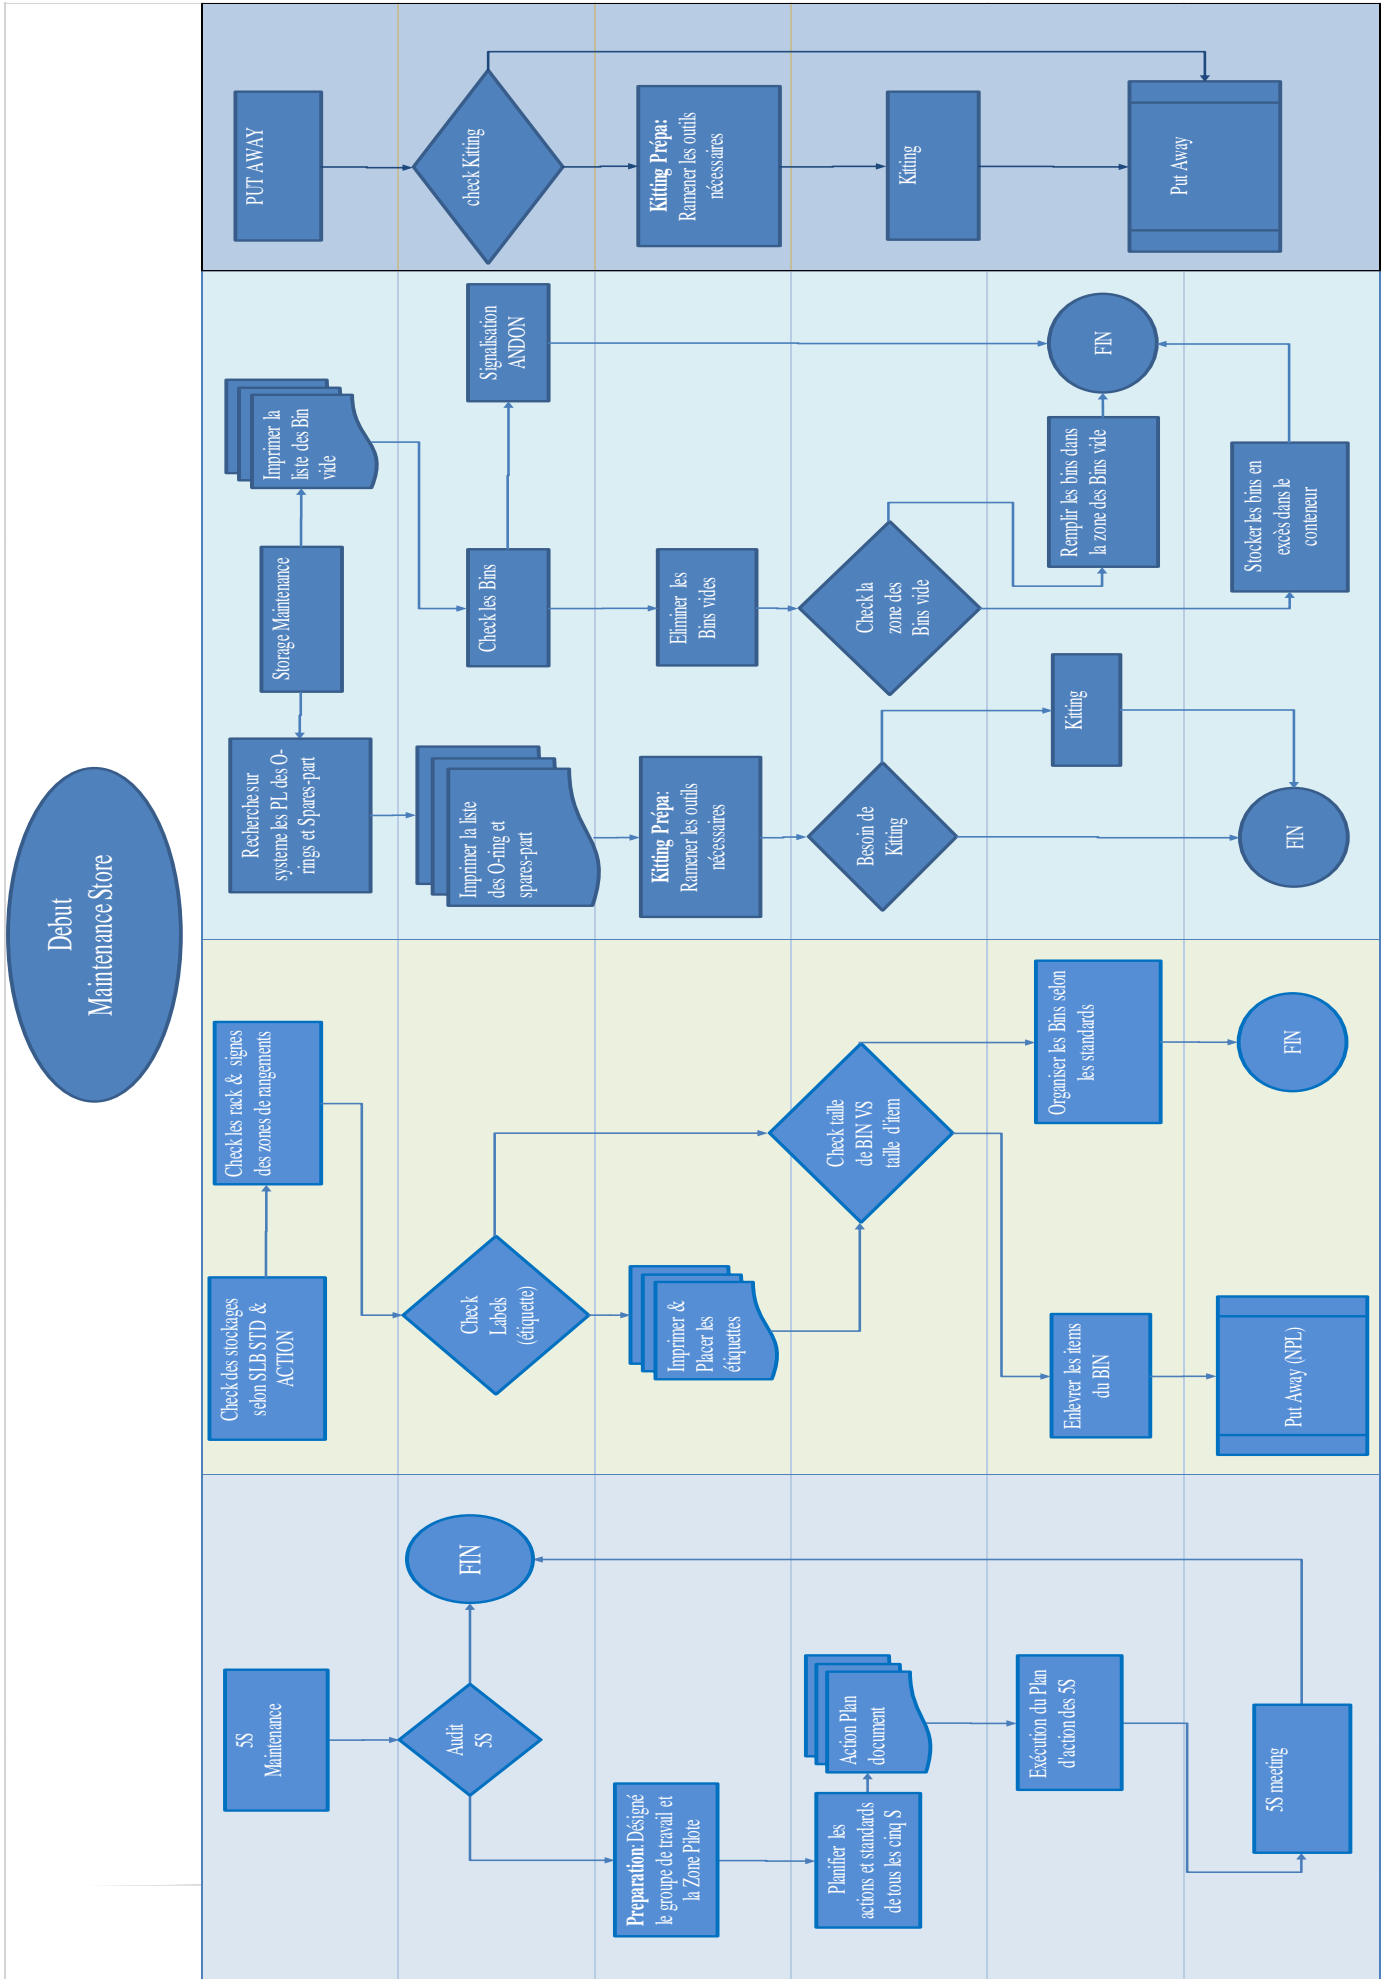 Debut
Maintenance Store
5S
Maintenance
Audit
5S
FIN
Preparation: Désigné
le groupe de travail et
la Zone Pilote
Planifier les
actions et standards
de tous les cinq S
Action Plan
document
Exécution du Plan
d'action des 5S
5S meeting
Check des stockages
selon SLB STD &
ACTION
Check les rack & signes
des zones de rangements
Check
Labels
(étiquette)
Imprimer &
Placer les
étiquettes
Check taille
de BIN VS
taille d'item
Enlevrer les items
du BIN
Organiser les Bins selon
les standards
Put Away (NPL)
FIN
Recherche sur
systeme les PL des O-
rings et Spares-part
Storage Maintenance
Imprimer la
liste des Bin
vide
Imprimer la liste
des O-ring et
spares-part
Check les Bins
Signalisation
ANDON
Kitting Prépa:
Ramener les outils
nécessaires
Eliminer les
Bins vides
Besoin de
Kitting
Check la
zone des
Bins vide
Kitting
Remplir les bins dans
la zone des Bins vide
FIN
FIN
Stocker les bins en
excès dans le
conteneur
PUT AWAY
check Kitting
Kitting Prépa:
Ramener les outils
nécessaires
Kitting
Put Away